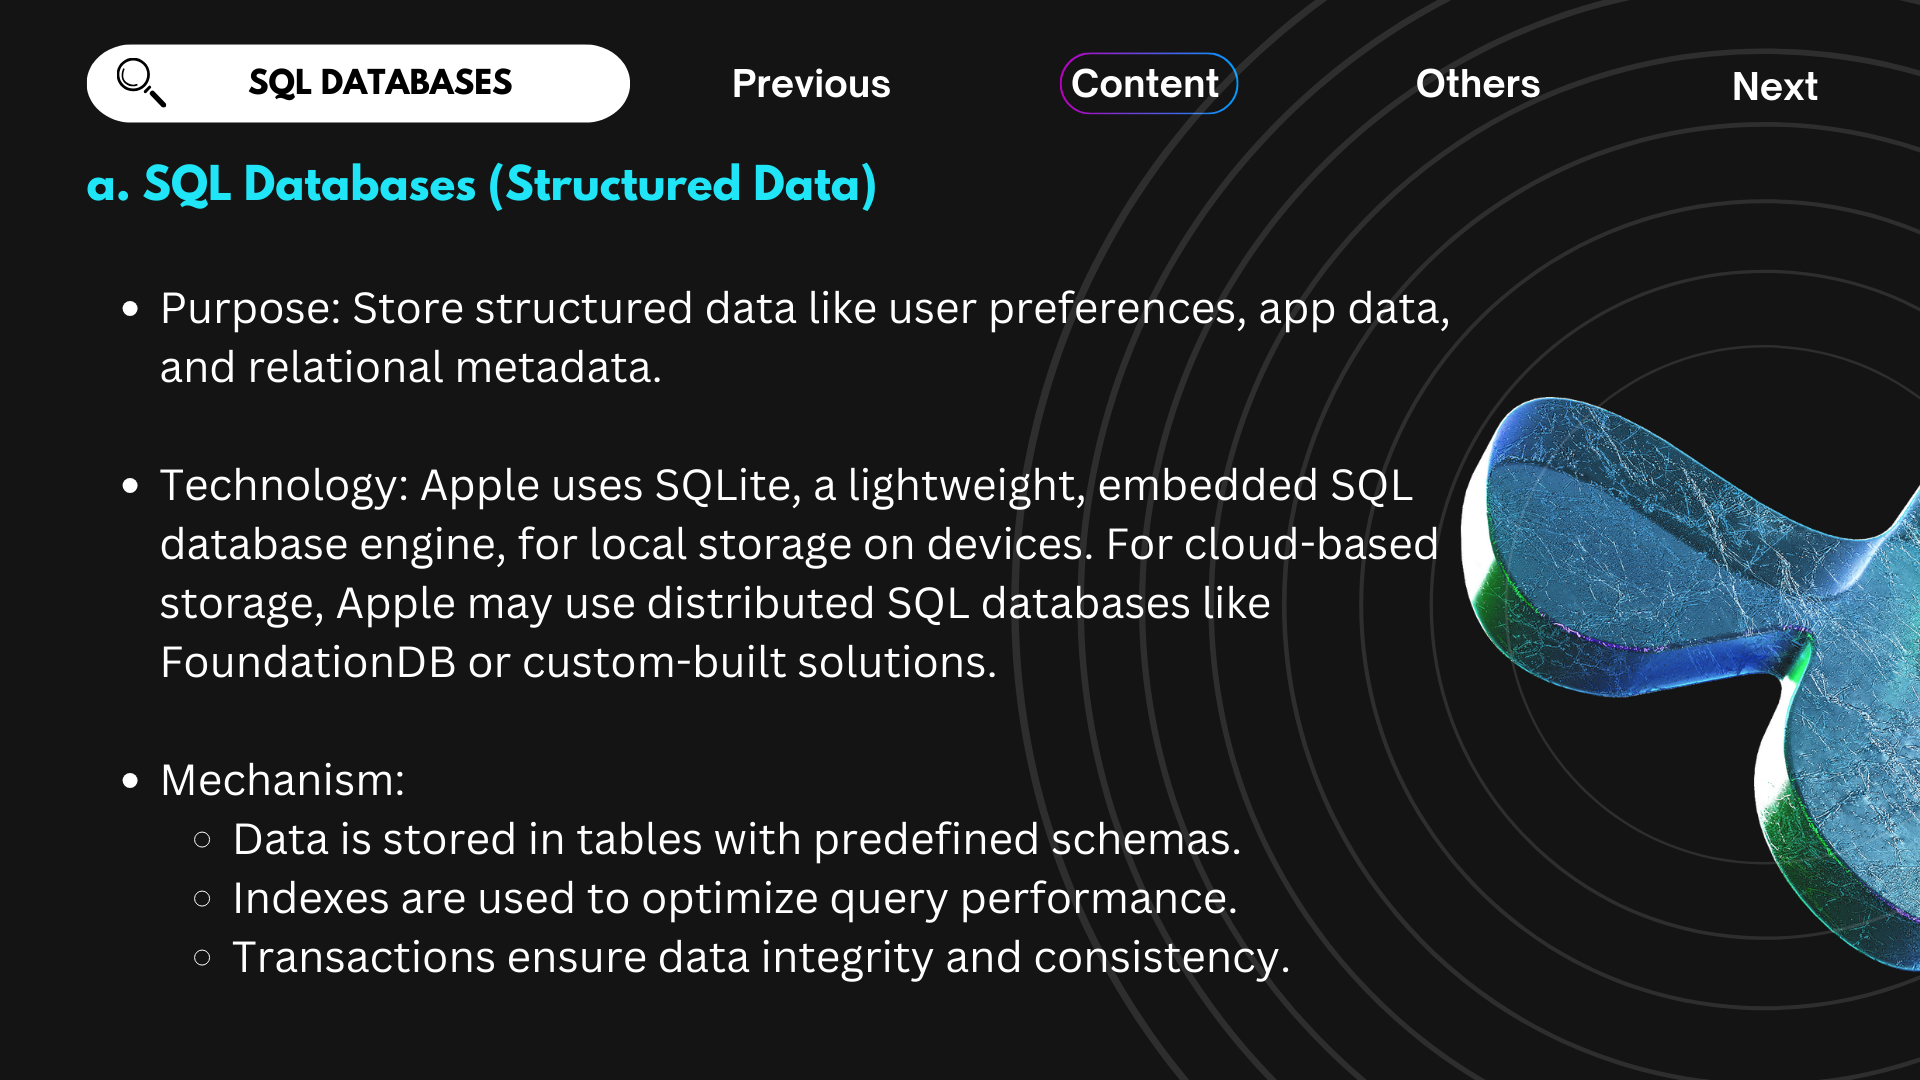 SQL DATABASES
Previous
Content
Others
Next
a. SQL Databases (Structured Data)
• Purpose: Store structured data like user preferences, app data,
and relational metadata.
• Technology: Apple uses SQLite, a lightweight, embedded SQL
database engine, for local storage on devices. For cloud-based
storage, Apple may use distributed SQL databases like
FoundationDB or custom-built solutions.
• Mechanism:
○ Data is stored in tables with predefined schemas.
○ Indexes are used to optimize query performance.
○ Transactions ensure data integrity and consistency.